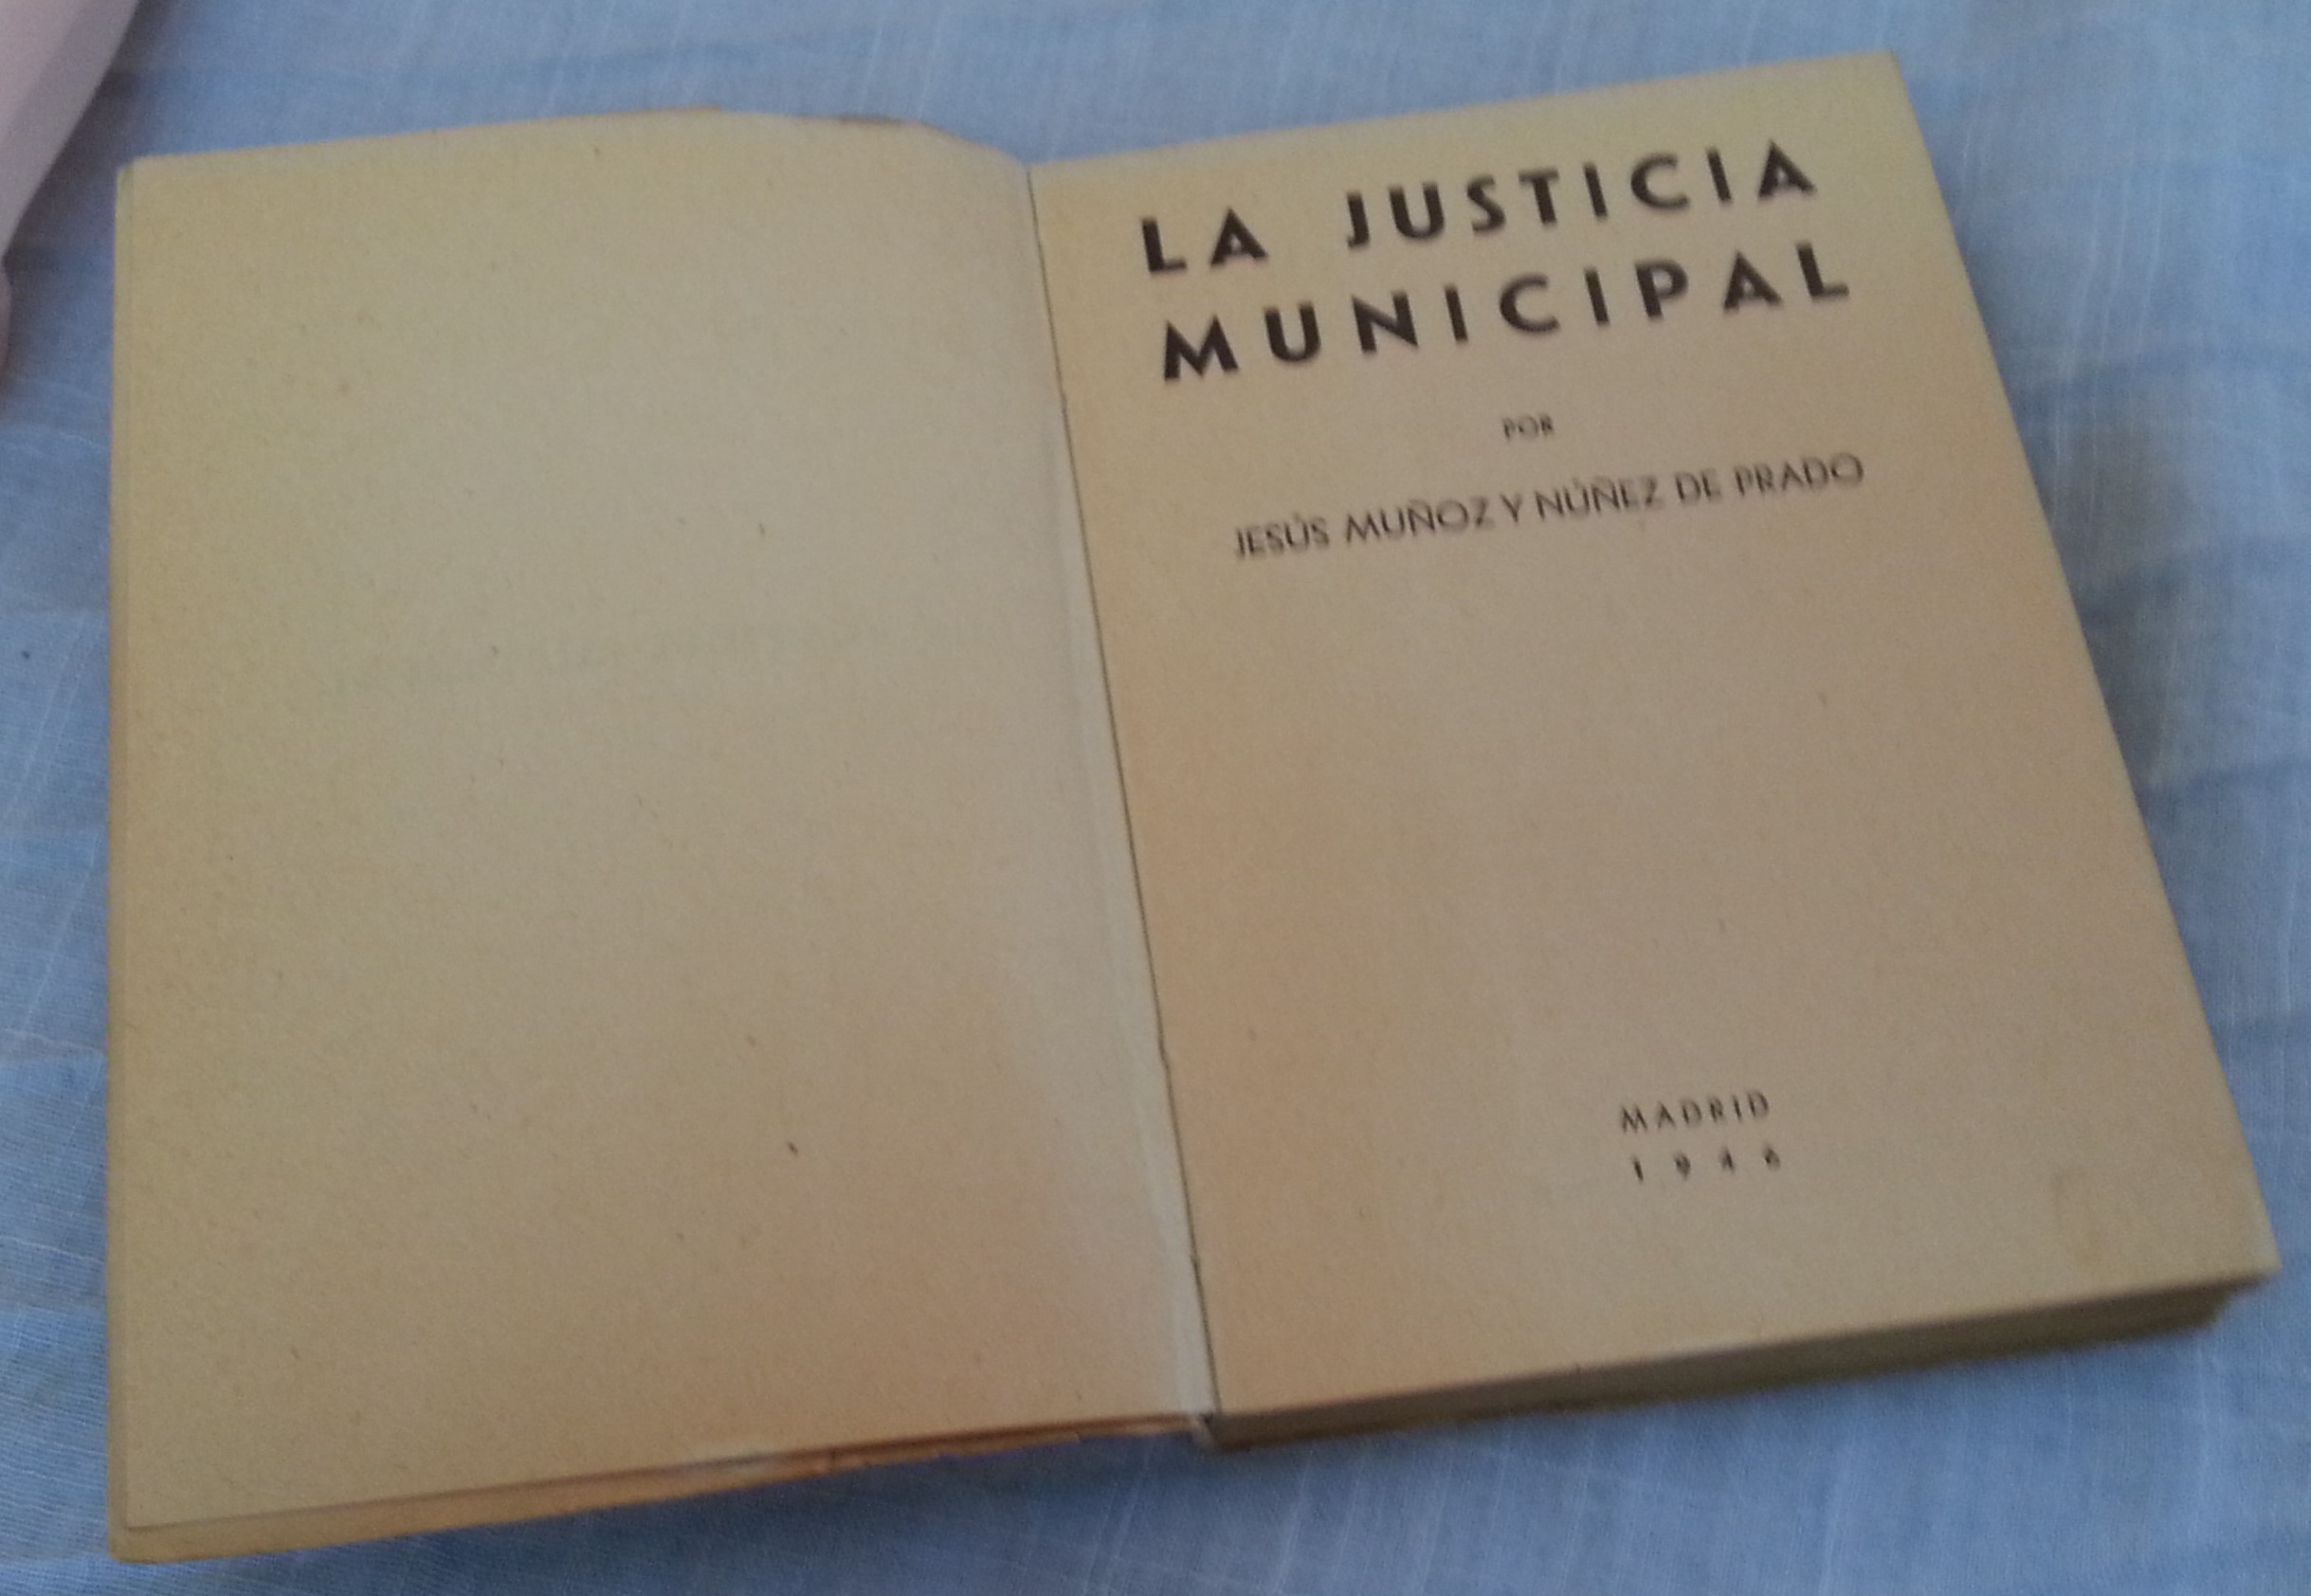 LA JUSTICIA
MUNICIPAL
POR
JESÚS MUÑOZ Y NÚÑEZ DE PRADO
MADRID
1946